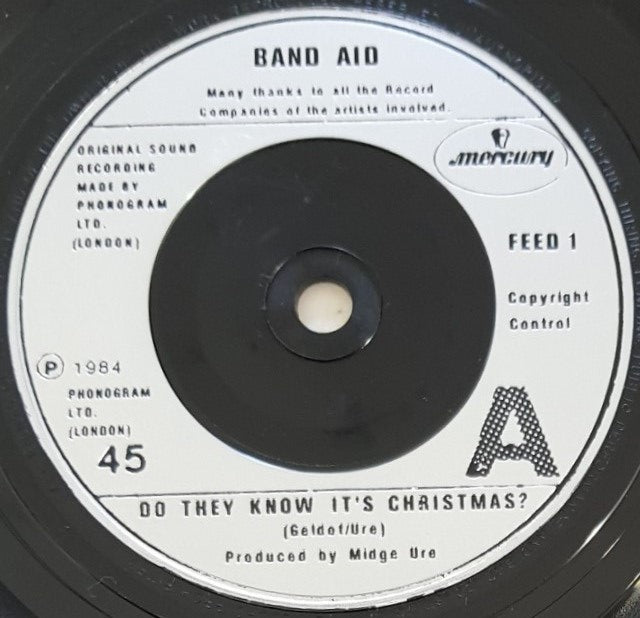 BAND AID
Many thanks to all the Record
Companies of the artists involved.
ORIGINAL SOUND
RECORDING
MADE BY
PHONOGRAM
LTD.
(LONDON)
mercury
FEED 1
Copyright
Control
℗ 1984
PHONOGRAM
LTD.
(LONDON)
45
A
DO THEY KNOW IT'S CHRISTMAS?
(Geldof/Ure)
Produced by Midge Ure